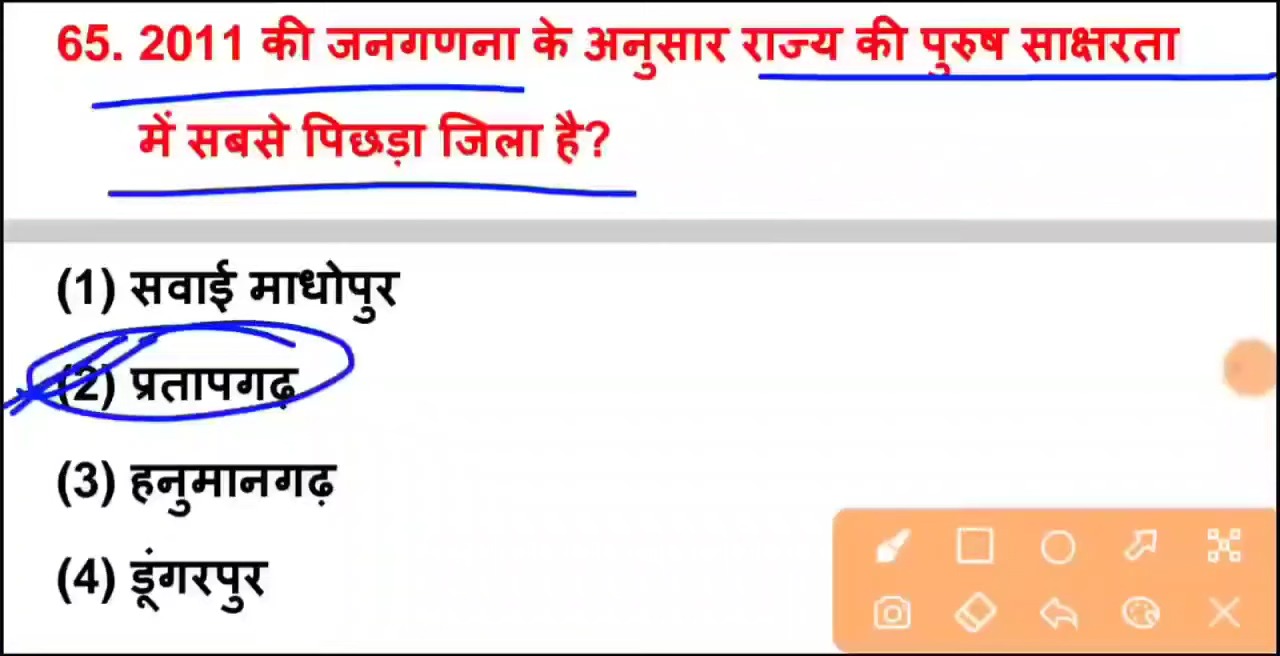 65. 2011 की जनगणना के अनुसार राज्य की पुरुष साक्षरता
में सबसे पिछड़ा जिला है?
(1) सवाई माधोपुर
(2) प्रतापगढ़
(3) हनुमानगढ़
(4) डूंगरपुर